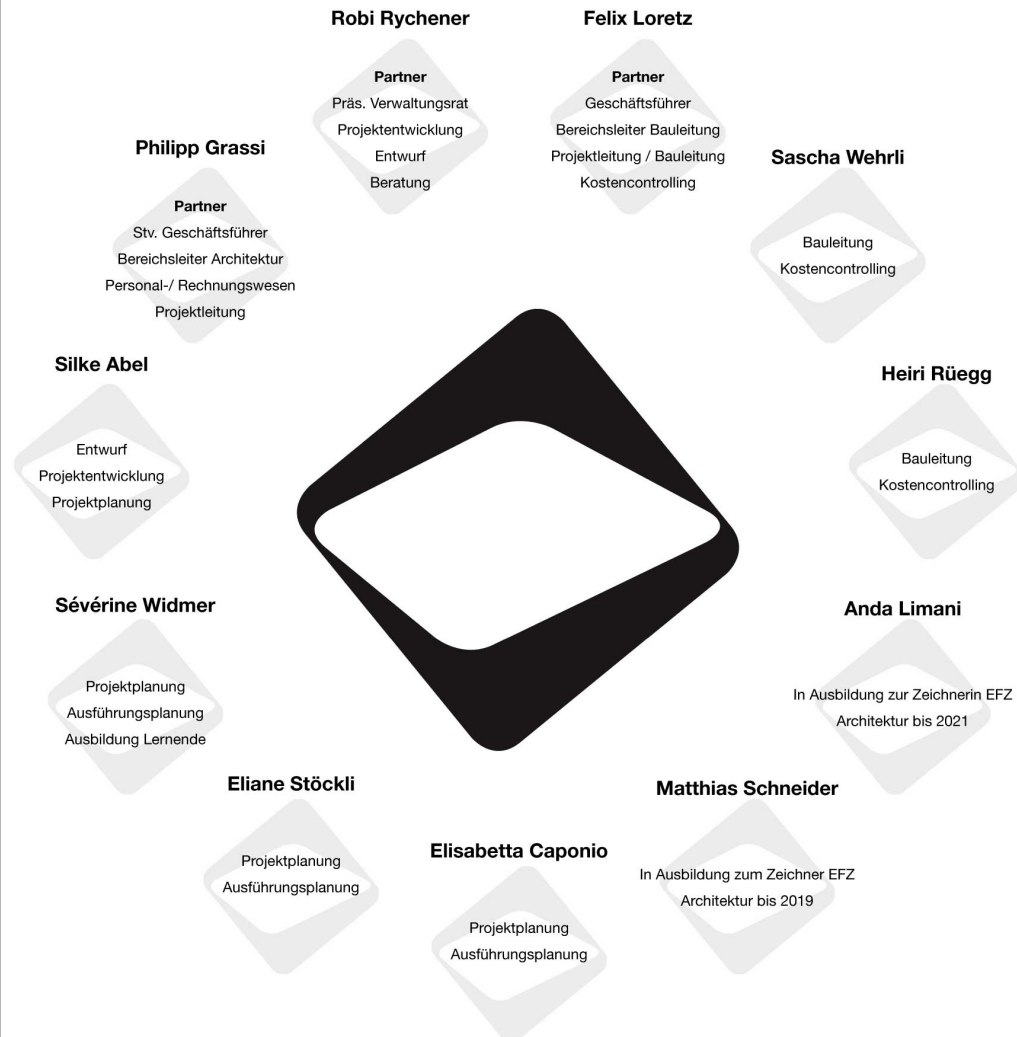 Robi Rychener
Partner
Präs. Verwaltungsrat
Projektentwicklung
Entwurf
Beratung
Felix Loretz
Partner
Geschäftsführer
Bereichsleiter Bauleitung
Projektleitung / Bauleitung
Kostencontrolling
Philipp Grassi
Partner
Stv. Geschäftsführer
Bereichsleiter Architektur
Personal-/ Rechnungswesen
Projektleitung
Sascha Wehrli
Bauleitung
Kostencontrolling
Silke Abel
Entwurf
Projektentwicklung
Projektplanung
Heiri Rüegg
Bauleitung
Kostencontrolling
Sévérine Widmer
Projektplanung
Ausführungsplanung
Ausbildung Lernende
Anda Limani
In Ausbildung zur Zeichnerin EFZ
Architektur bis 2021
Eliane Stöckli
Projektplanung
Ausführungsplanung
Matthias Schneider
In Ausbildung zum Zeichner EFZ
Architektur bis 2019
Elisabetta Caponio
Projektplanung
Ausführungsplanung